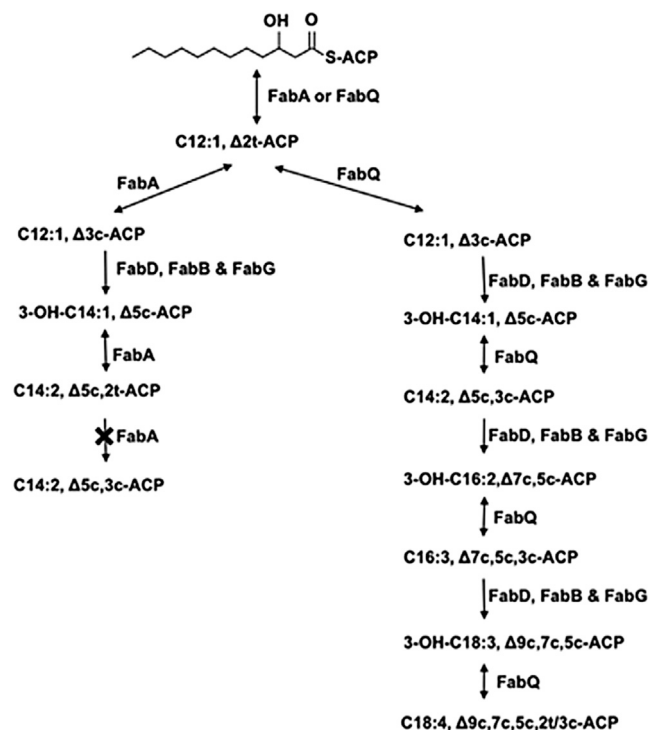 OH
O
S-ACP
FabA or FabQ
C12:1, Δ2t-ACP
FabA
FabQ
C12:1, Δ3c-ACP
FabD, FabB & FabG
3-OH-C14:1, Δ5c-ACP
FabA
C14:2, Δ5c,2t-ACP
FabA
C14:2, Δ5c,3c-ACP
C12:1, Δ3c-ACP
FabD, FabB & FabG
3-OH-C14:1, Δ5c-ACP
FabQ
C14:2, Δ5c,3c-ACP
FabD, FabB & FabG
3-OH-C16:2,Δ7c,5c-ACP
FabQ
C16:3, Δ7c,5c,3c-ACP
FabD, FabB & FabG
3-OH-C18:3, Δ9c,7c,5c-ACP
FabQ
C18:4, Δ9c,7c,5c,2t/3c-ACP